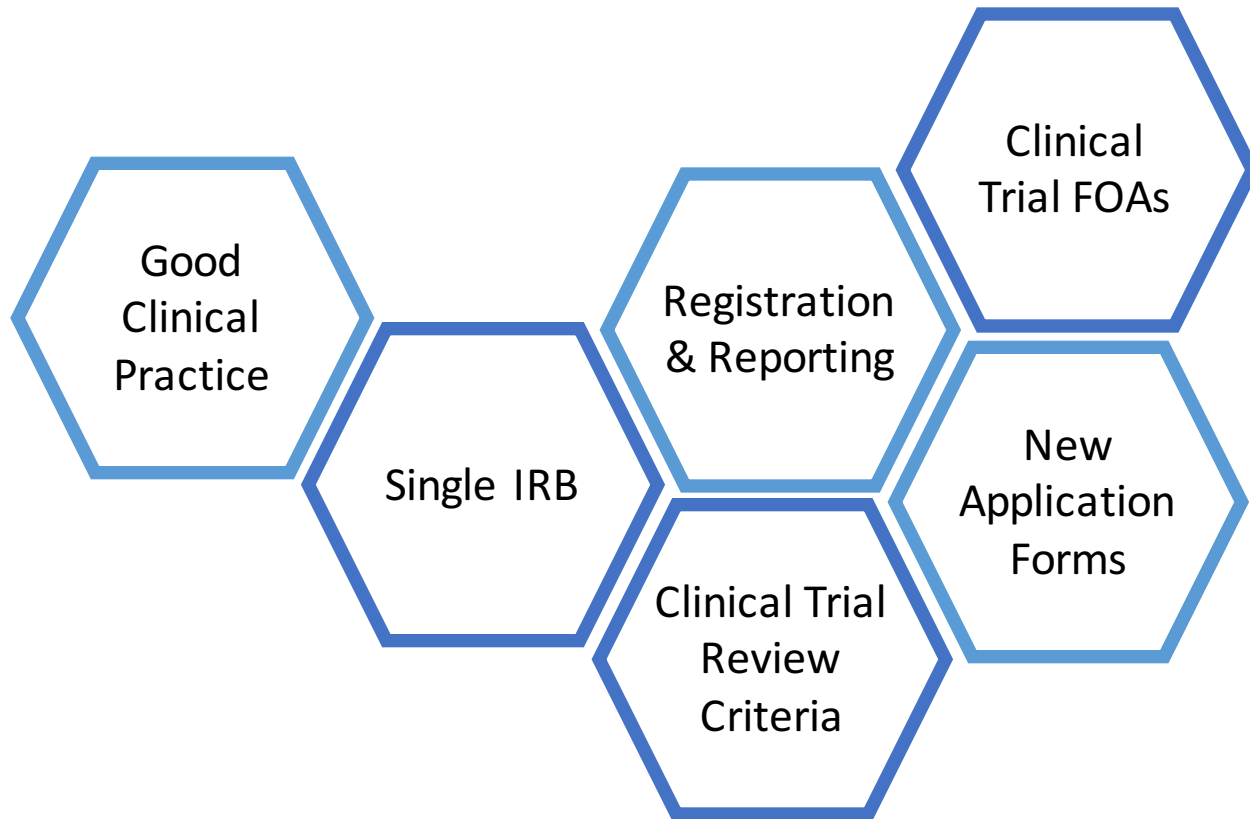 Good
Clinical
Practice
Single IRB
Registration
& Reporting
Clinical Trial
Review
Criteria
Clinical
Trial FOAs
New
Application
Forms